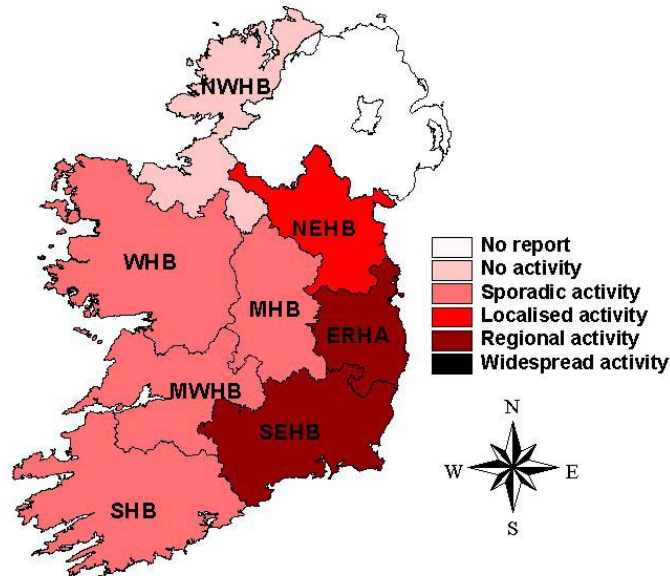 NWHB
NEHB
WHB
MHB
ERHA
MWHB
SEHB
SHB
No report
No activity
Sporadic activity
Localised activity
Regional activity
Widespread activity
N
W E
S